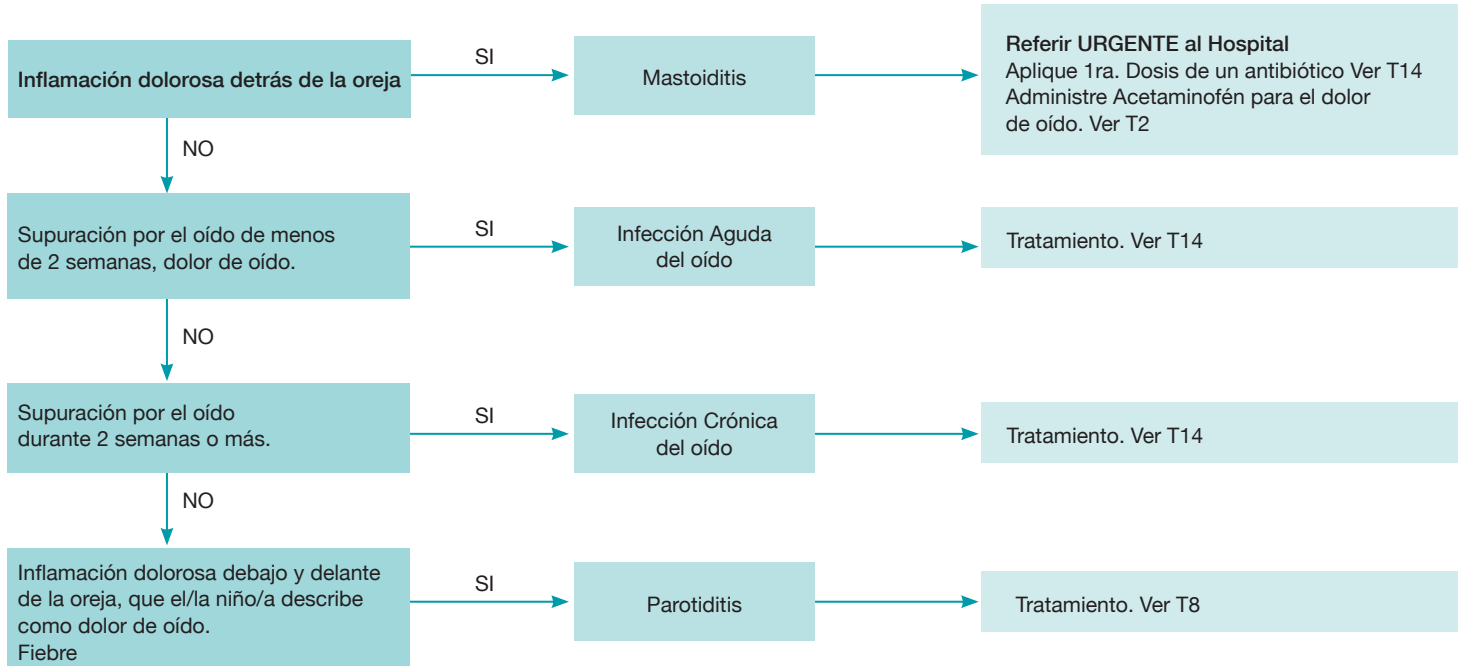 Inflamación dolorosa detrás de la oreja
SI
Mastoiditis
Referir URGENTE al Hospital
Aplique 1ra. Dosis de un antibiótico Ver T14
Administre Acetaminofén para el dolor
de oído. Ver T2
NO
Supuración por el oído de menos
de 2 semanas, dolor de oído.
SI
Infección Aguda
del oído
Tratamiento. Ver T14
NO
Supuración por el oído
durante 2 semanas o más.
SI
Infección Crónica
del oído
Tratamiento. Ver T14
NO
Inflamación dolorosa debajo y delante
de la oreja, que el/la niño/a describe
como dolor de oído.
Fiebre
SI
Parotiditis
Tratamiento. Ver T8